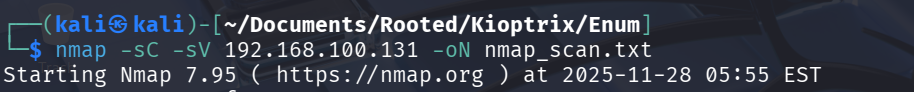 ┌──(kali㉿kali)-[~/Documents/Rooted/Kioptrix/Enum]
└─$ nmap -sC -sV 192.168.100.131 -oN nmap_scan.txt
Starting Nmap 7.95 ( https://nmap.org ) at 2025-11-28 05:55 EST